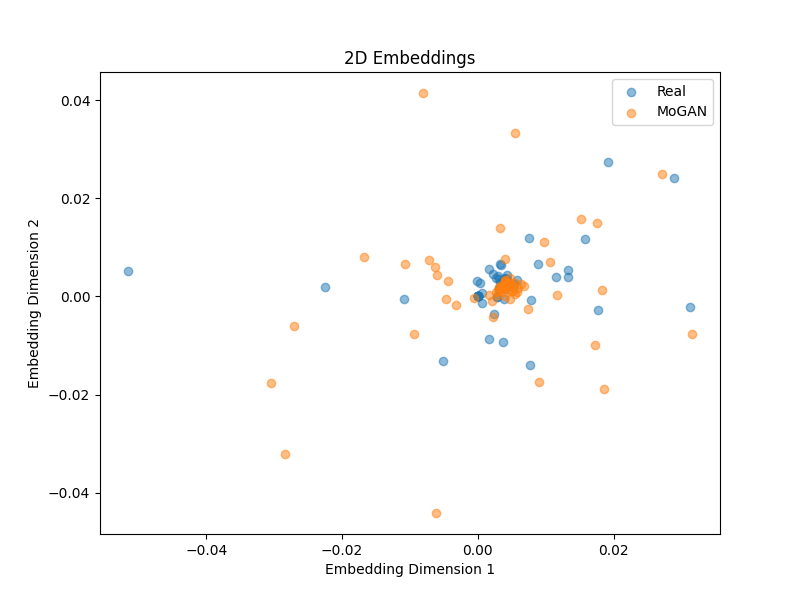 2D Embeddings
Real
MoGAN
0.04
0.02
0.00
−0.02
−0.04
Embedding Dimension 2
−0.04
−0.02
0.00
0.02
Embedding Dimension 1